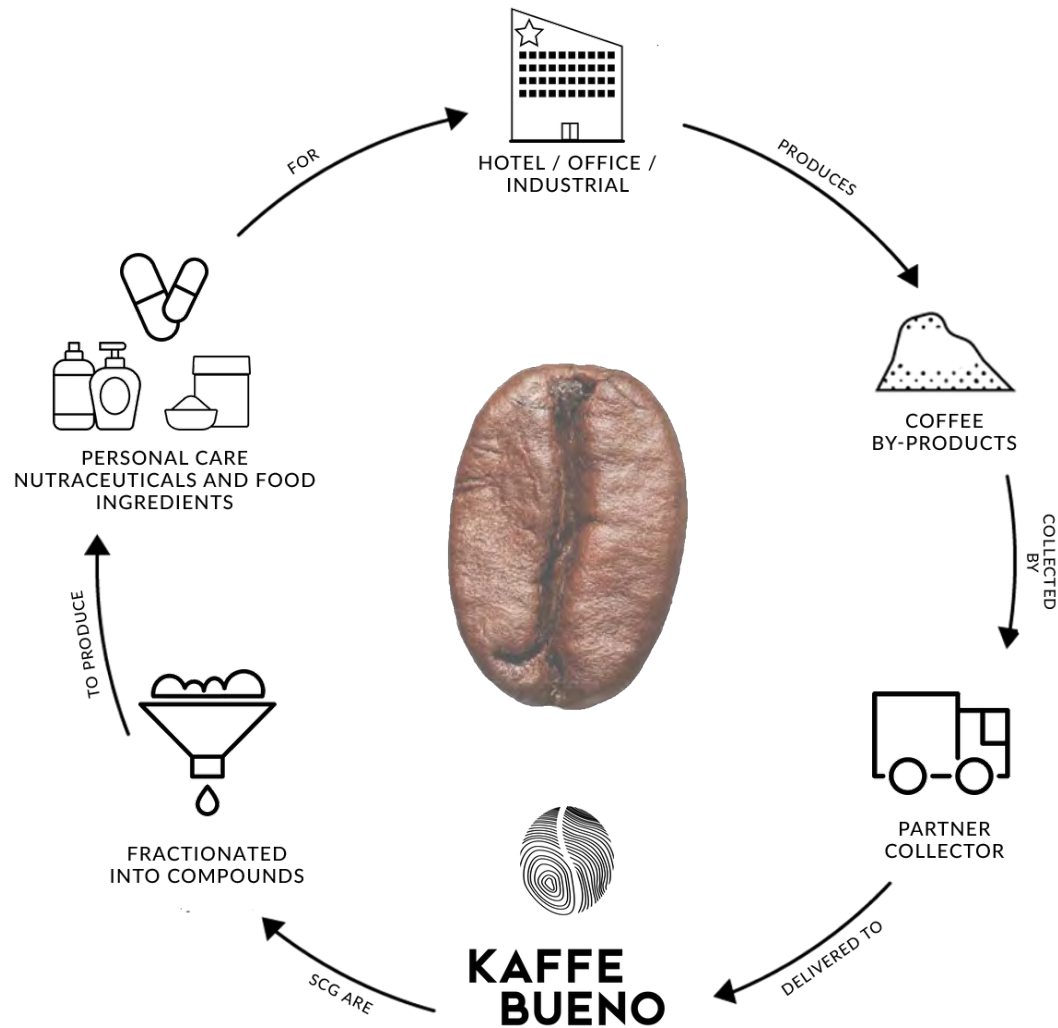 HOTEL / OFFICE /
INDUSTRIAL
PRODUCES
COFFEE
BY-PRODUCTS
COLLECTED
BY
PARTNER
COLLECTOR
DELIVERED TO
KAFFE
BUENO
SCG ARE
FRACTIONATED
INTO COMPOUNDS
TO PRODUCE
PERSONAL CARE
NUTRACEUTICALS AND FOOD
INGREDIENTS
FOR